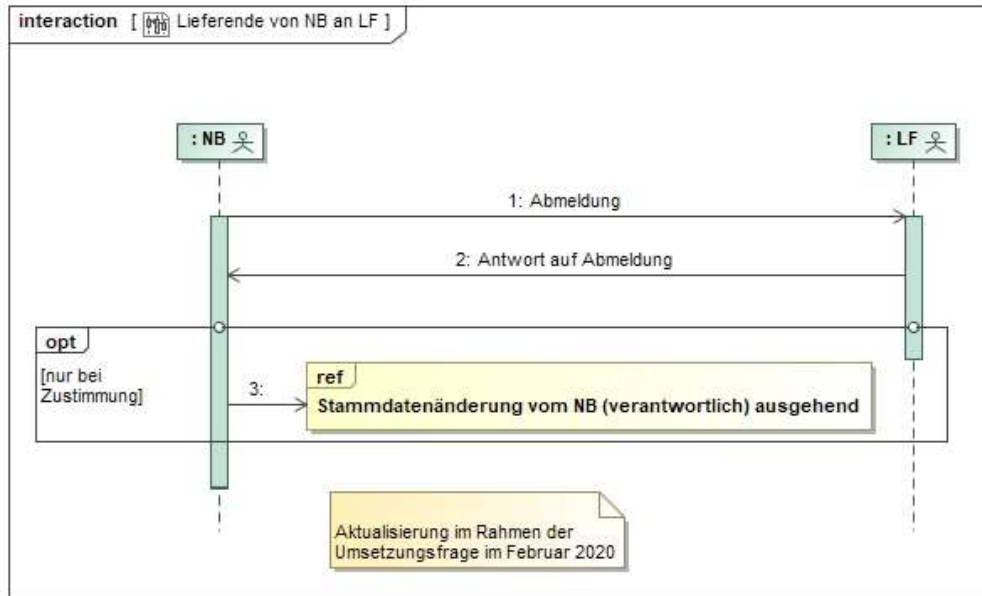 interaction [ Lieferende von NB an LF ]
: NB
: LF
1: Abmeldung
2: Antwort auf Abmeldung
opt
[nur bei
Zustimmung]
3:
ref
Stammdatenänderung vom NB (verantwortlich) ausgehend
Aktualisierung im Rahmen der
Umsetzungsfrage im Februar 2020